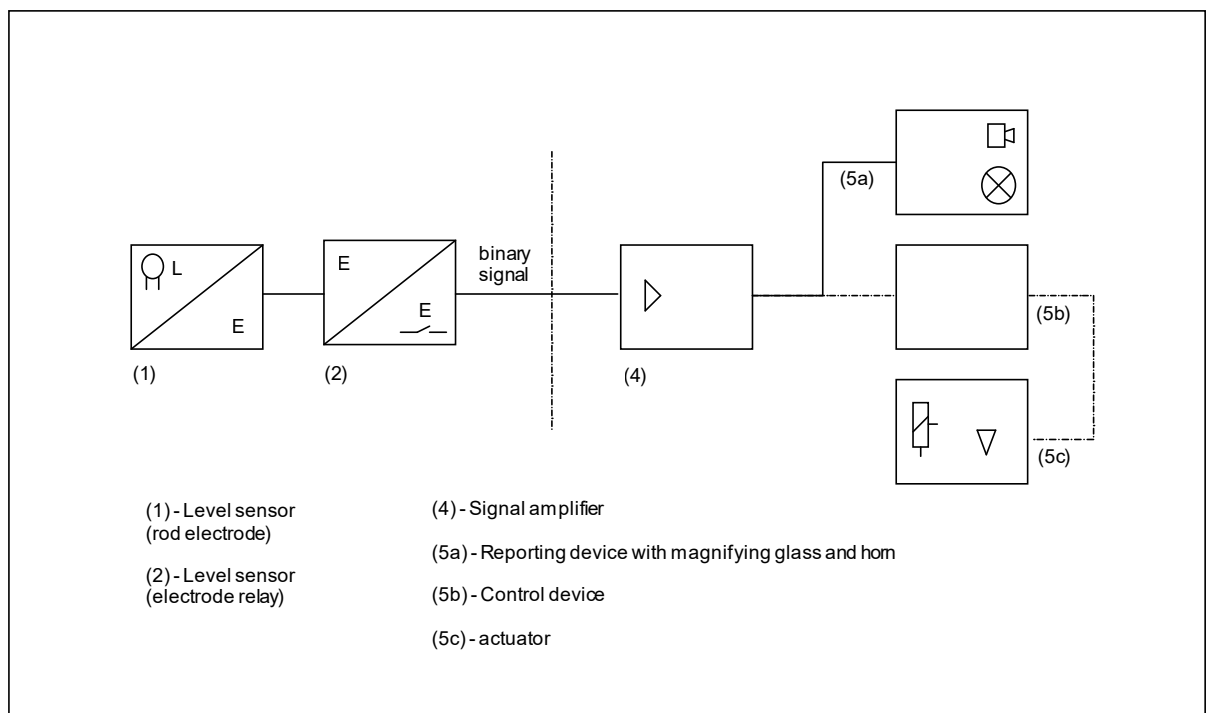 (5a)
L
E
E
E
binary
signal
(5b)
(1)
(2)
(4)
(5c)
(1) - Level sensor
(rod electrode)
(2) - Level sensor
(electrode relay)
(4) - Signal amplifier
(5a) - Reporting device with magnifying glass and horn
(5b) - Control device
(5c) - actuator